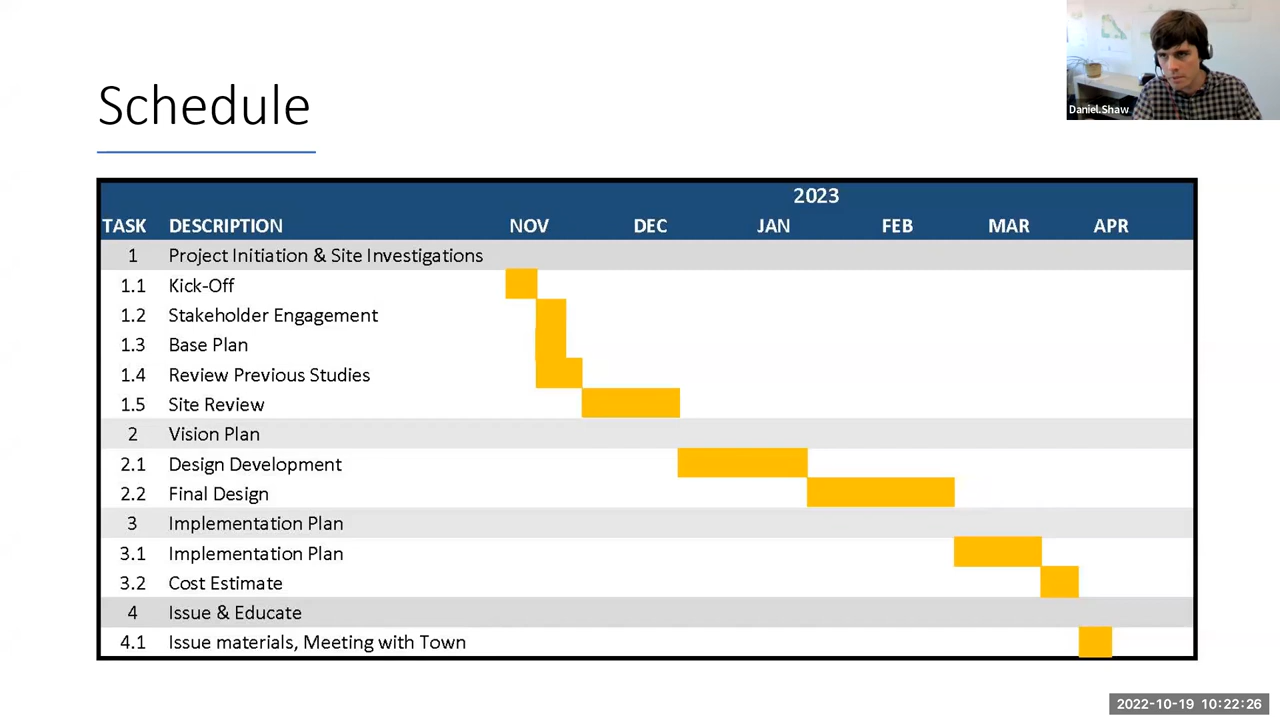 Daniel.Shaw
Schedule
2023
TASK DESCRIPTION NOV DEC JAN FEB MAR APR
1 Project Initiation & Site Investigations
1.1 Kick-Off
1.2 Stakeholder Engagement
1.3 Base Plan
1.4 Review Previous Studies
1.5 Site Review
2 Vision Plan
2.1 Design Development
2.2 Final Design
3 Implementation Plan
3.1 Implementation Plan
3.2 Cost Estimate
4 Issue & Educate
4.1 Issue materials, Meeting with Town
2022-10-19 10:22:26